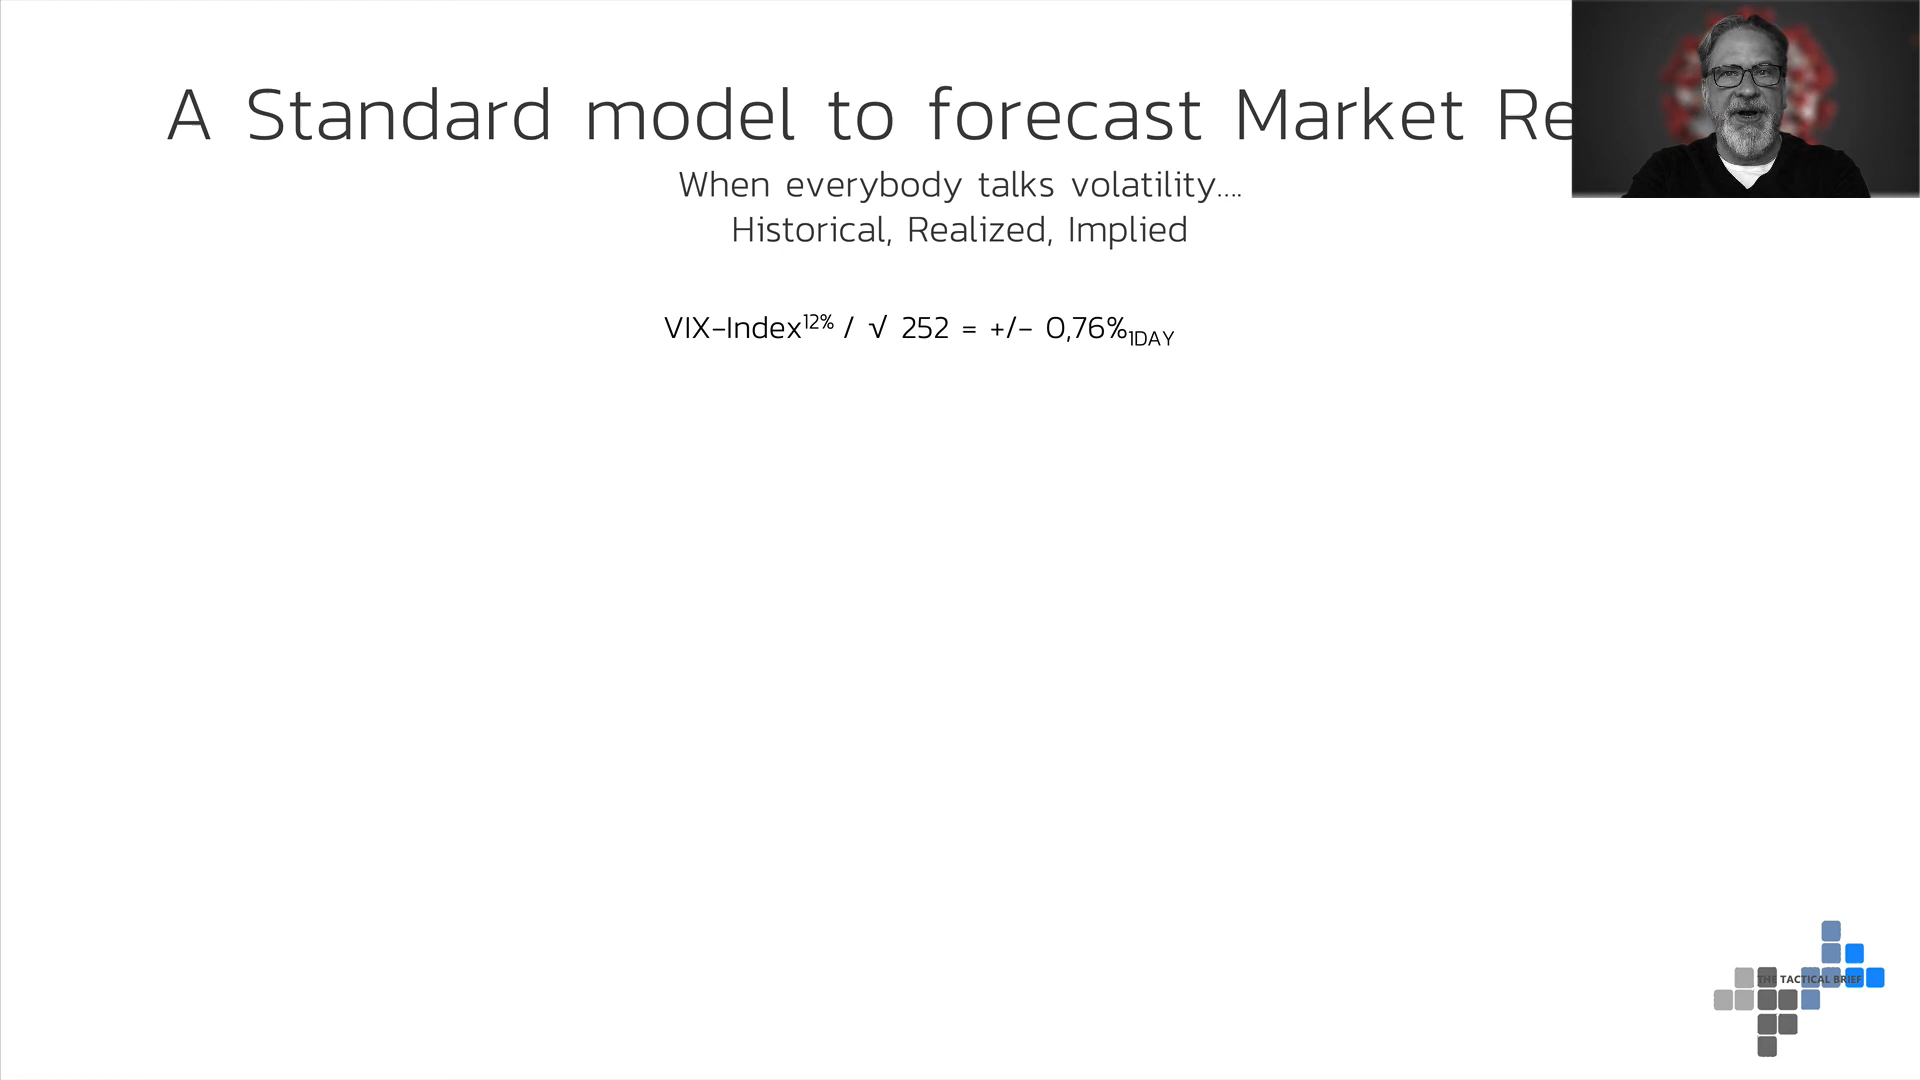 A Standard model to forecast Market Re
When everybody talks volatility....
Historical, Realized, Implied
VIX-Index12% / √ 252 = +/- 0,76%1DAY
THE TACTICAL BRIEF